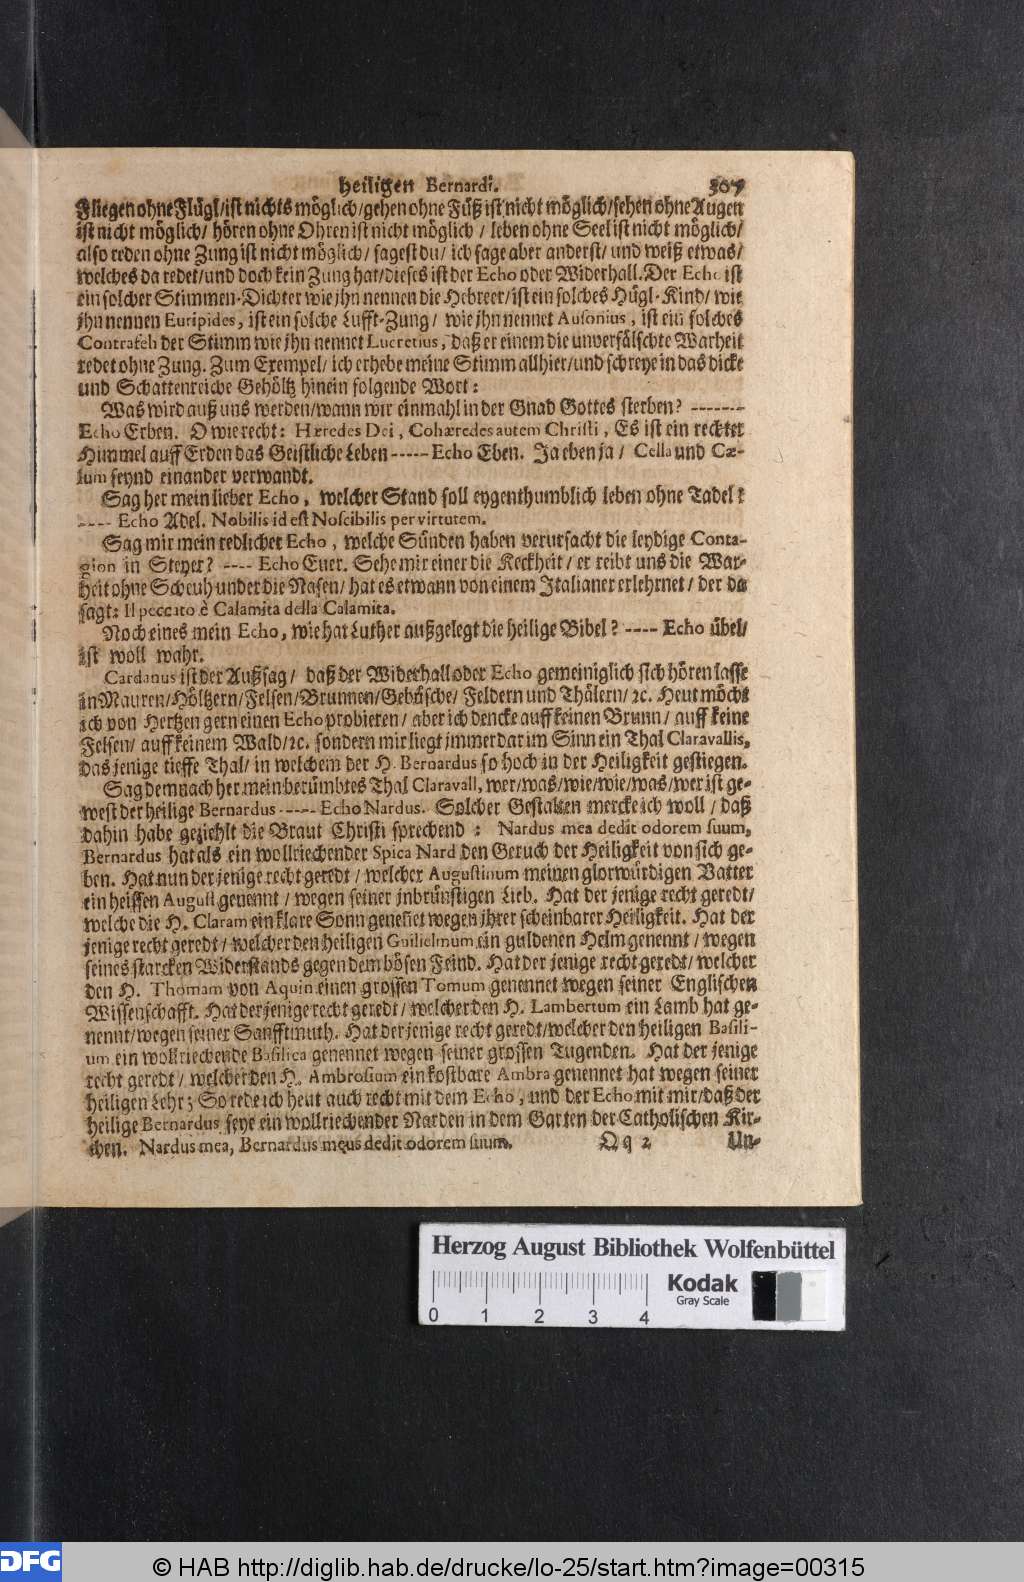 heiligen Bernardi. 307
Fliegen ohne Flügl/ist nichts möglich/gehen ohne Füß ist nicht möglich/sehen ohne Augen
ist nicht möglich/ hören ohne Ohren ist nicht möglich / leben ohne Seel ist nicht möglich/
also reden ohne Zung ist nicht möglich/ sagest du/ ich sage aber anderst/ und weiß etwas/
welches da redet/und doch kein Zung hat/dieses ist der Echo oder Widerhall. Der Echo ist
ein solcher Stimmen-Dichter wie jhn nennen die Hebreer/ist ein solches Hügl-Kind/ wie
jhn nennen Euripides, ist ein solche Lufft-Zung/ wie jhn nennet Ausonius, ist ein solches
Contrafeh der Stimm wie jhn nennet Lucretius, daß er einem die unverfälschte Warheit
redet ohne Zung. Zum Exempel/ ich erhebe meine Stimm allhier/und schreye in das dicke
und Schattenreiche Gehöltz hinein folgende Wort:
Was wird auß uns werden/wann wir einmahl in der Gnad Gottes sterben? -------
Echo Erben. O wie recht: Hæredes Dei, Cohæredes autem Christi, Es ist ein rechter
Himmel auff Erden das Geistliche Leben ----- Echo Eben. Ja eben ja / Cella und Cæ-
lum seynd einander verwandt.
Sag her mein lieber Echo, welcher Stand soll eygenthumblich leben ohne Tadel?
---- Echo Adel. Nobilis id est Noscibilis per virtutem.
Sag mir mein redlicher Echo, welche Sünden haben verursacht die leydige Conta-
gion in Steyer? ---- Echo Euer. Sehe mir einer die Keckheit/ er reibt uns die War-
heit ohne Scheuh under die Nasen/ hat es etwann von einem Italianer erlehrnet/ der da
sagt: Il peccato è Calamita della Calamita.
Noch eines mein Echo, wie hat Luther außgelegt die heilige Bibel? ---- Echo übel/
ist woll wahr.
Cardanus ist der Außsag/ daß der Widerhall oder Echo gemeiniglich sich hören lasse
in Mauren/Höltzern/Felsen/Brunnen/Gebüsche/ Feldern und Thälern/ ꝛc. Heut möcht
ich von Hertzen gern einen Echo probieren/ aber ich dencke auff keinen Brunn/ auff keine
Felsen/ auff keinem Wald/ꝛc. sondern mir liegt jmmerdar im Sinn ein Thal Claravallis,
das jenige tieffe Thal/ in welchem der H. Bernardus so hoch in der Heiligkeit gestiegen.
Sag demnach her mein berümbtes Thal Claravall, wer/was/wie/wie/was/wer ist ge-
west der heilige Bernardus ----- Echo Nardus. Solcher Gestalten mercke ich woll / daß
dahin habe geziehlt die Braut Christi sprechend : Nardus mea dedit odorem suum,
Bernardus hat als ein wollriechender Spica Nard den Geruch der Heiligkeit von sich ge-
ben. Hat nun der jenige recht geredt / welcher Augustinum meinen glorwürdigen Vatter
ein heissen August genennt / wegen seiner jnbrünstigen Lieb. Hat der jenige recht geredt/
welche die H. Claram ein klare Sonn genennet wegen jhrer scheinbarer Heiligkeit. Hat der
jenige recht geredt / welcher den heiligen Guilielmum ein guldenen Helm genennt / wegen
seines starcken Widerstands gegen dem bösen Feind. Hat der jenige recht geredt/ welcher
den H. Thomam von Aquin einen grossen Tomum genennet wegen seiner Englischen
Wissenschafft. Hat der jenige recht geredt / welcher den H. Lambertum ein Lamb hat ge-
nennt/wegen seiner Sanfftmuth. Hat der jenige recht geredt/welcher den heiligen Basili-
um ein wollriechende Basilica genennet wegen seiner grossen Tugenden. Hat der jenige
recht geredt / welcher den H. Ambrosium ein kostbare Ambra genennet hat wegen seiner
heiligen Lehr; So rede ich heut auch recht mit dem Echo, und der Echo mit mir/daß der
heilige Bernardus seye ein wollriechender Narden in dem Garten der Catholischen Kir-
chen. Nardus mea, Bernardus meus dedit odorem suum. Qq 2 Un-
Herzog August Bibliothek Wolfenbüttel
Kodak
Gray Scale
0 1 2 3 4
DFG © HAB http://diglib.hab.de/drucke/lo-25/start.htm?image=00315